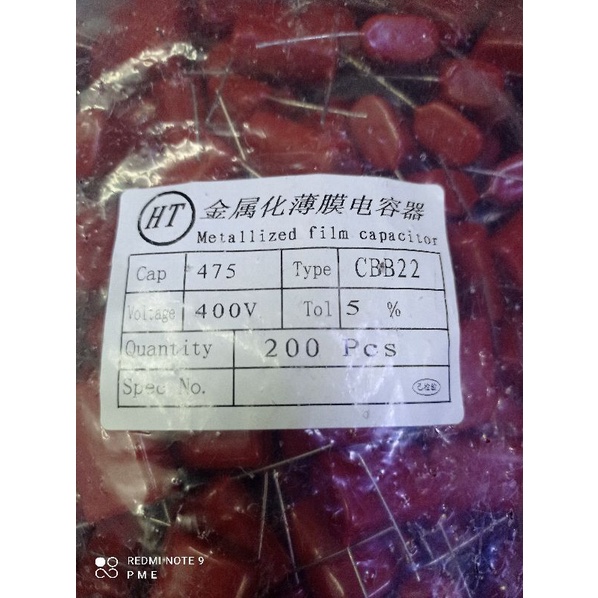 HT 金属化薄膜电容器
Metallized film capacitor
Cap 475 Type CBB22
Voltage 400V Tol 5 %
Quantity 200 Pcs
Spec No.
REDMI NOTE 9
PME